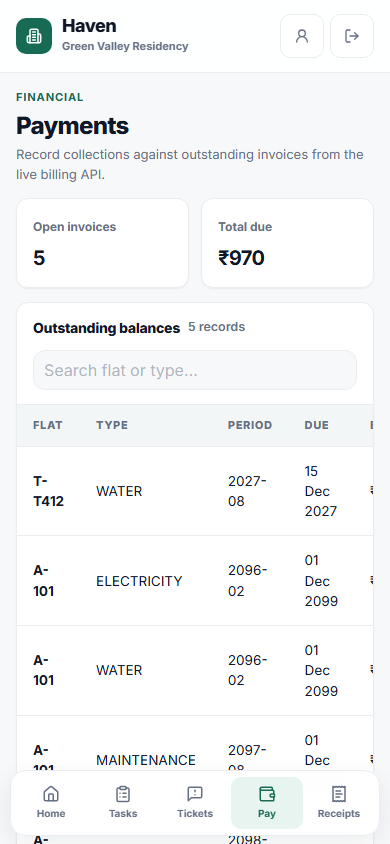 Haven
Green Valley Residency
FINANCIAL
Payments
Record collections against outstanding invoices from the
live billing API.
Open invoices
5
Total due
₹970
Outstanding balances 5 records
Search flat or type...
FLAT TYPE PERIOD DUE
T-T412 WATER 2027-08 15 Dec 2027
A-101 ELECTRICITY 2096-02 01 Dec 2099
A-101 WATER 2096-02 01 Dec 2099
A-101 MAINTENANCE 2097-08 01 Dec
A- 2098-
Home Tasks Tickets Pay Receipts